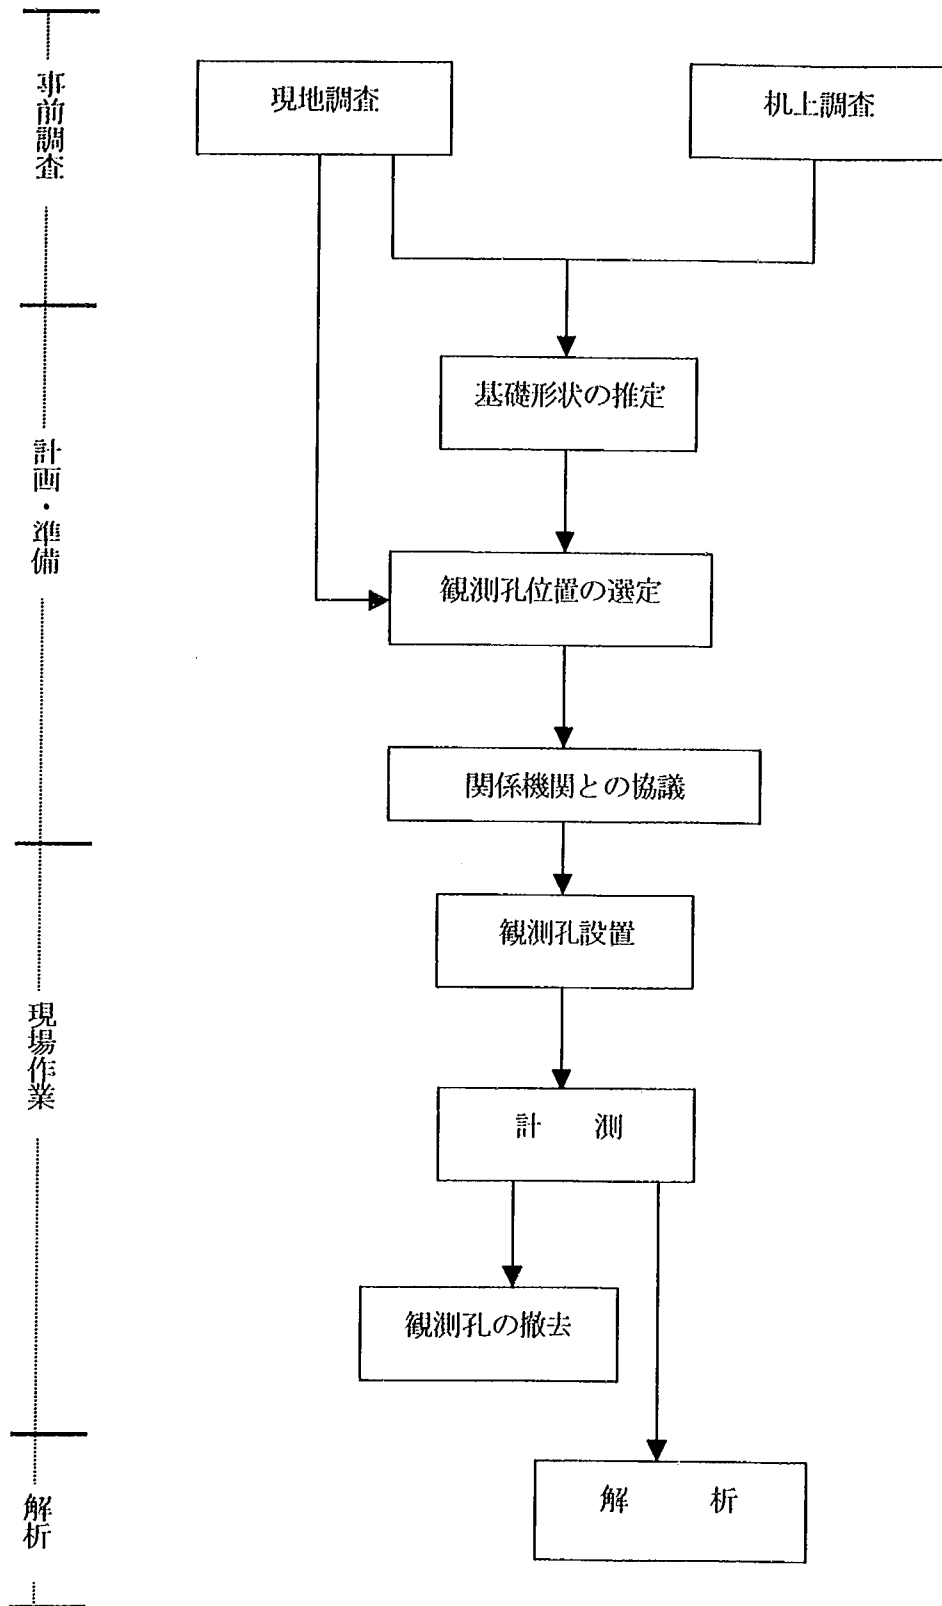 事前調査
現地調査
机上調査
基礎形状の推定
計画・準備
観測孔位置の選定
関係機関との協議
観測孔設置
現場作業
計 測
観測孔の撤去
解析
解 析